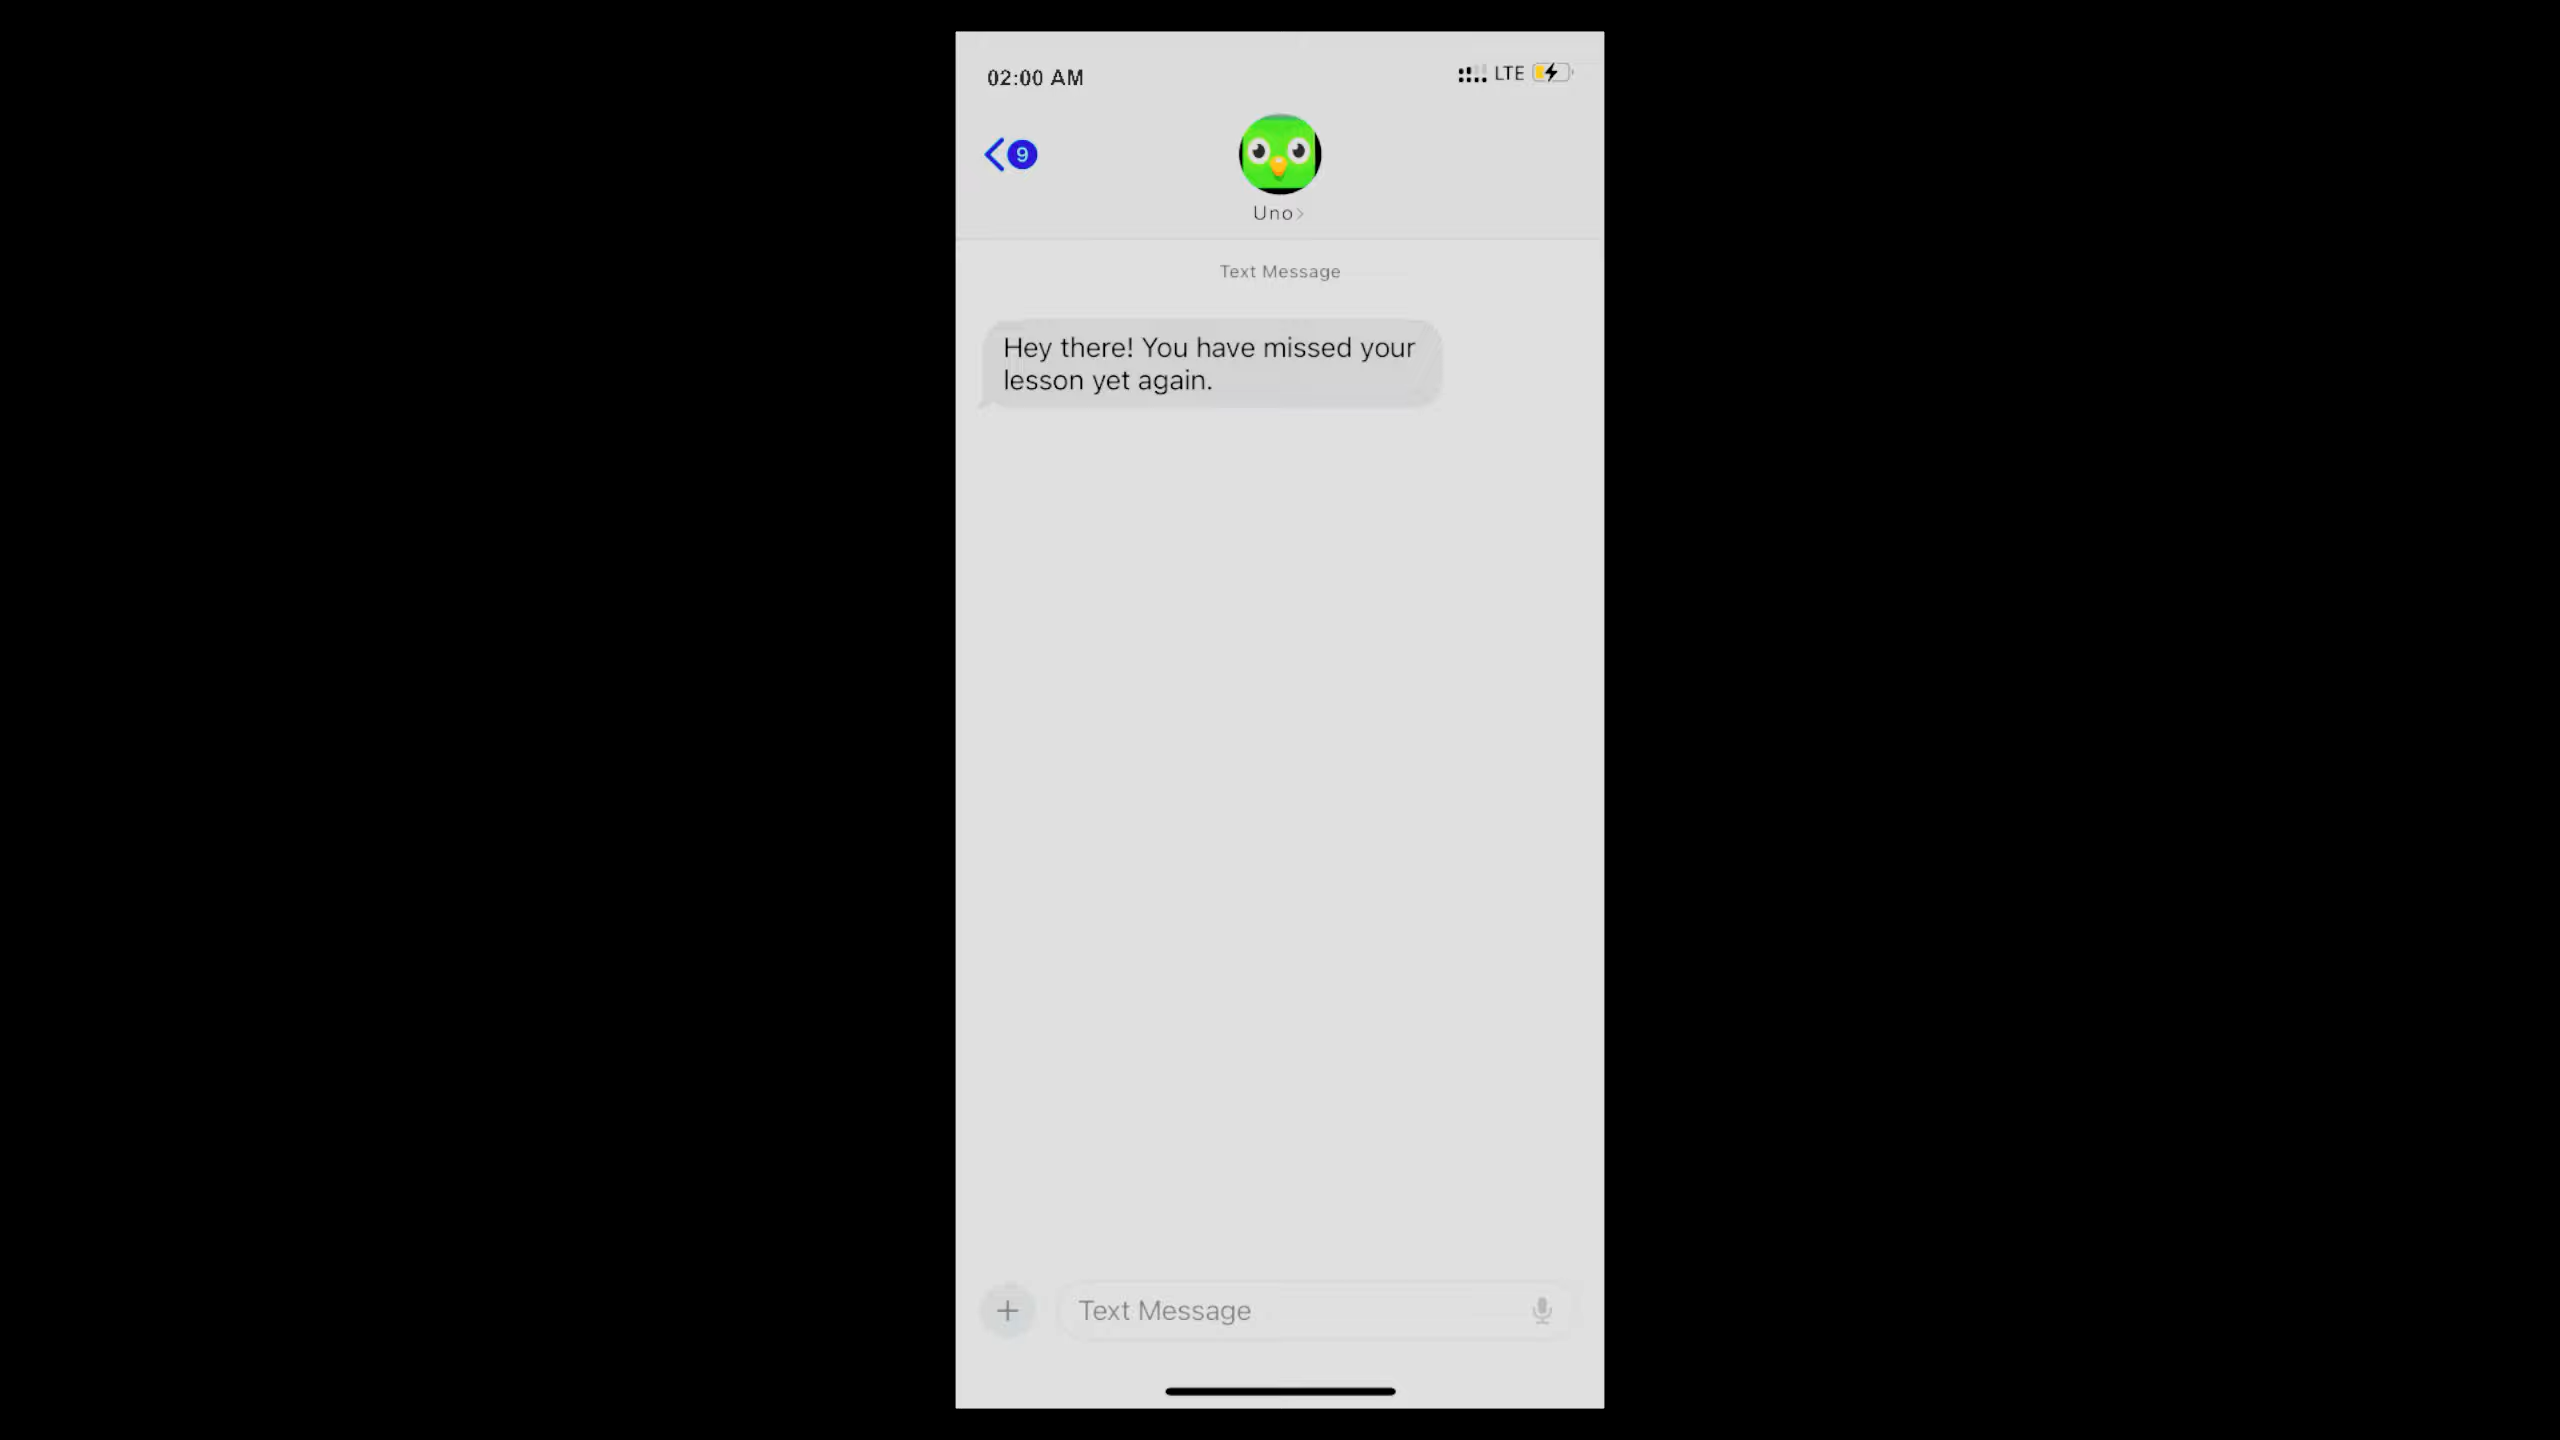 02:00 AM
LTE
9
Uno
Text Message
Hey there! You have missed your
lesson yet again.
Text Message